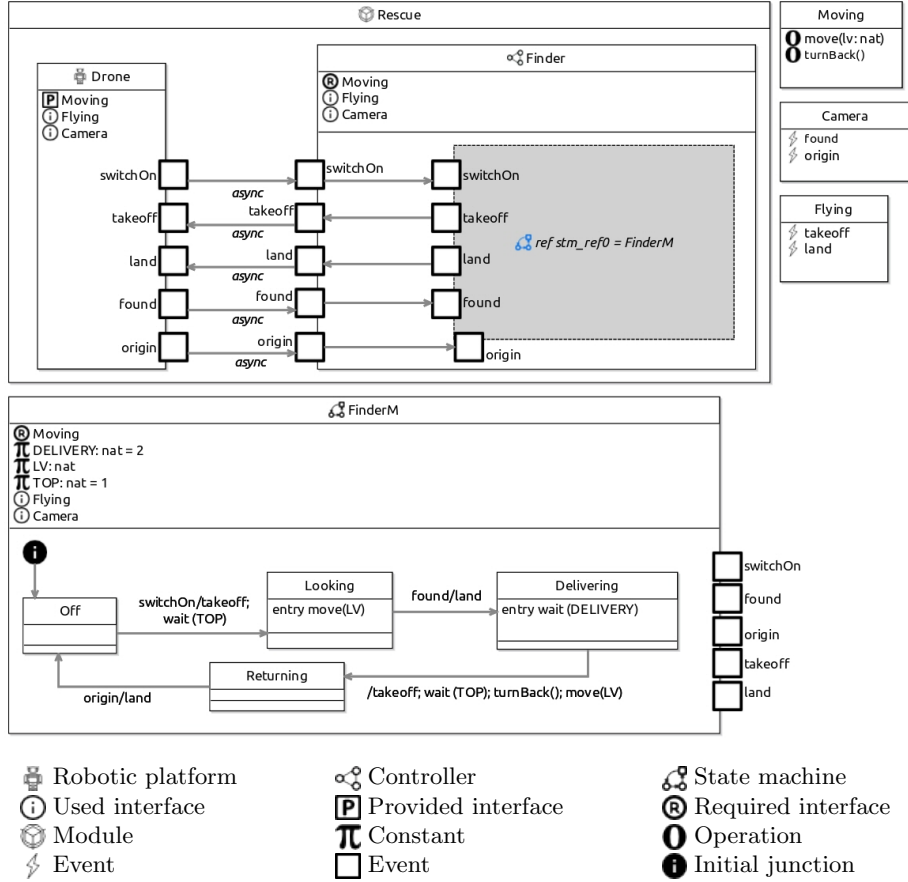 Rescue
Drone
P Moving
i Flying
i Camera
switchOn
takeoff
land
found
origin
async
async
async
async
async
Finder
R Moving
i Flying
i Camera
switchOn
takeoff
land
found
origin
switchOn
takeoff
land
found
origin
ref stm_ref0 = FinderM
Moving
O move(lv: nat)
O turnBack()
Camera
found
origin
Flying
takeoff
land
FinderM
R Moving
π DELIVERY: nat = 2
π LV: nat
π TOP: nat = 1
i Flying
i Camera
i
Off
switchOn/takeoff;
wait (TOP)
Looking
entry move(LV)
found/land
Delivering
entry wait (DELIVERY)
Returning
origin/land
/takeoff; wait (TOP); turnBack(); move(LV)
switchOn
found
origin
takeoff
land
Robotic platform
i Used interface
Module
Event
Controller
P Provided interface
π Constant
Event
State machine
R Required interface
O Operation
i Initial junction